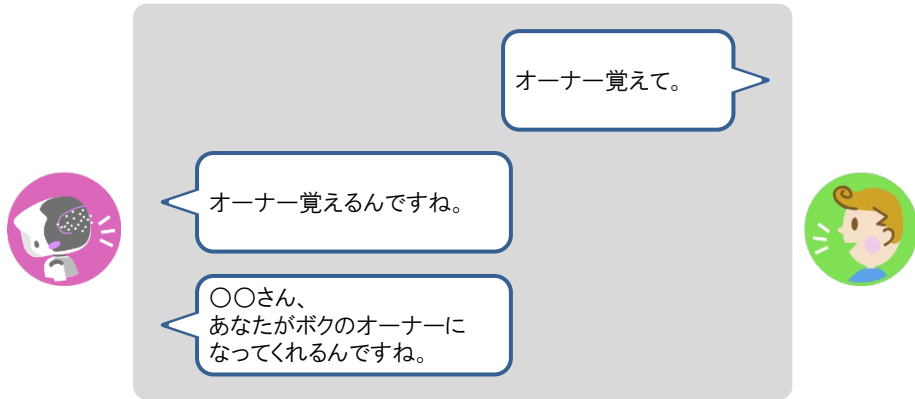 オーナー覚えて。
オーナー覚えるんですね。
〇〇さん、
あなたがボクのオーナーに
なってくれるんですね。